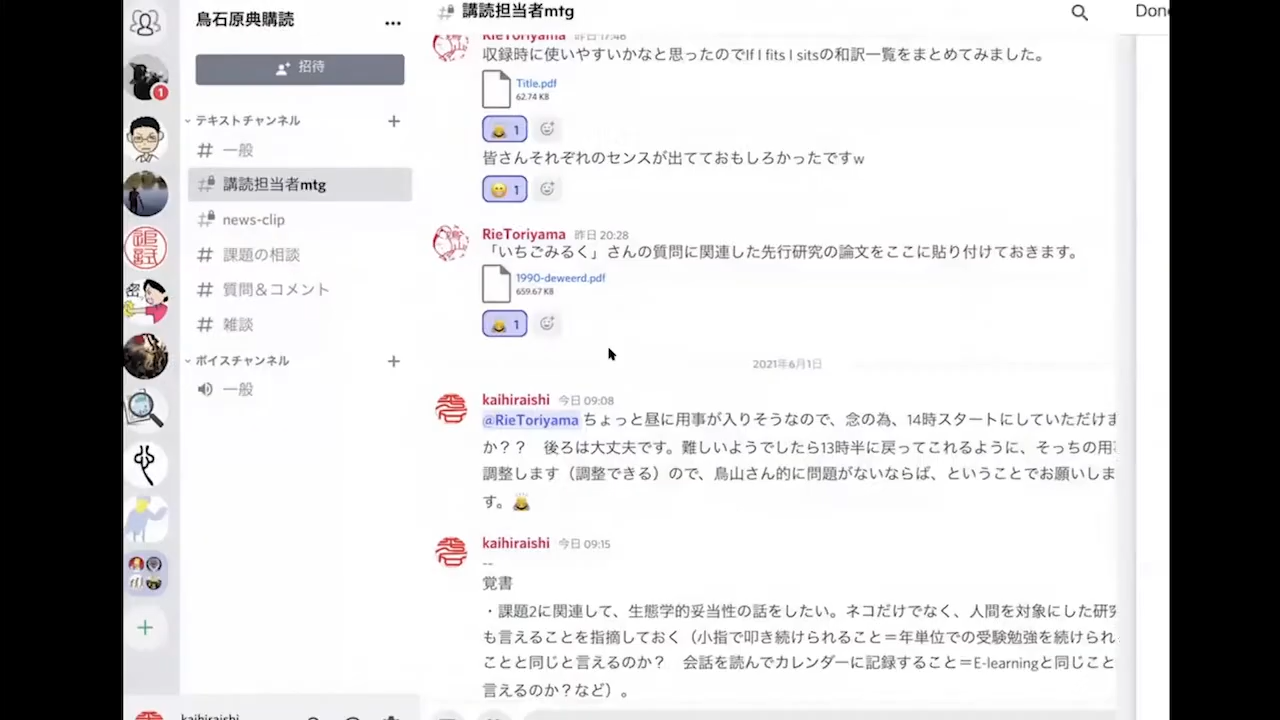 鳥石原典購読
招待
テキストチャンネル
一般
講読担当者mtg
news-clip
課題の相談
質問＆コメント
雑談
ボイスチャンネル
一般
1
kaihiraishi
講読担当者mtg
Done
RieToriyama 昨日 17:46
収録時に使いやすいかなと思ったのでIf I fits I sitsの和訳一覧をまとめてみました。
Title.pdf
62.74 KB
1
皆さんそれぞれのセンスが出てておもしろかったですw
1
RieToriyama 昨日 20:28
「いちごみるく」さんの質問に関連した先行研究の論文をここに貼り付けておきます。
1990-deweerd.pdf
659.67 KB
1
2021年6月1日
kaihiraishi 今日 09:08
@RieToriyama ちょっと昼に用事が入りそうなので、念の為、14時スタートにしていただけま
か？？　後ろは大丈夫です。難しいようでしたら13時半に戻ってこれるように、そっちの用
調整します（調整できる）ので、鳥山さん的に問題がないならば、ということでお願いしま
す。
kaihiraishi 今日 09:15
--
覚書
・課題2に関連して、生態学的妥当性の話をしたい。ネコだけでなく、人間を対象にした研究
も言えることを指摘しておく（小指で叩き続けられること＝年単位での受験勉強を続けられ
ことと同じと言えるのか？　会話を読んでカレンダーに記録すること＝E-learningと同じこと
言えるのか？など）。